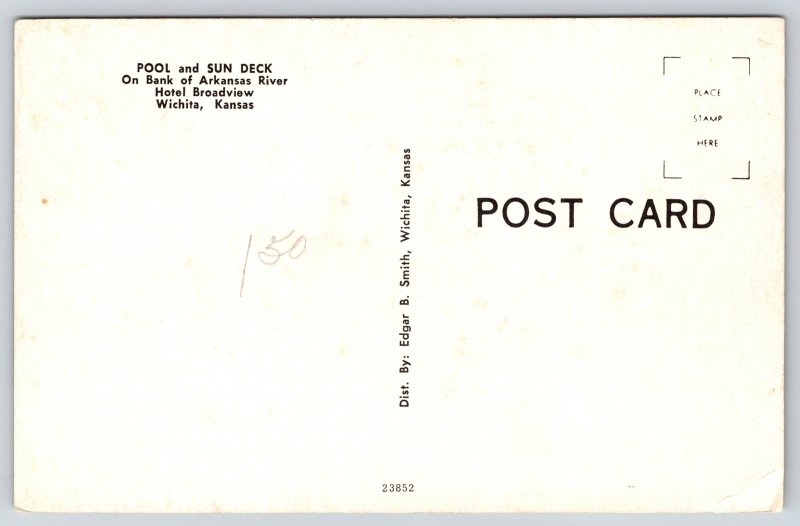 POOL and SUN DECK
On Bank of Arkansas River
Hotel Broadview
Wichita, Kansas
150
Dist. By: Edgar B. Smith, Wichita, Kansas
PLACE
STAMP
HERE
POST CARD
23852